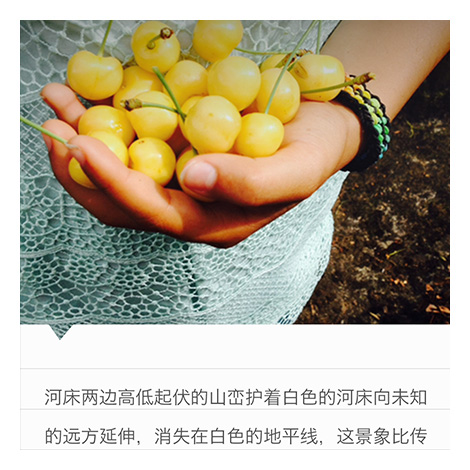 河床两边高低起伏的山峦护着白色的河床向未知
的远方延伸，消失在白色的地平线，这景象比传